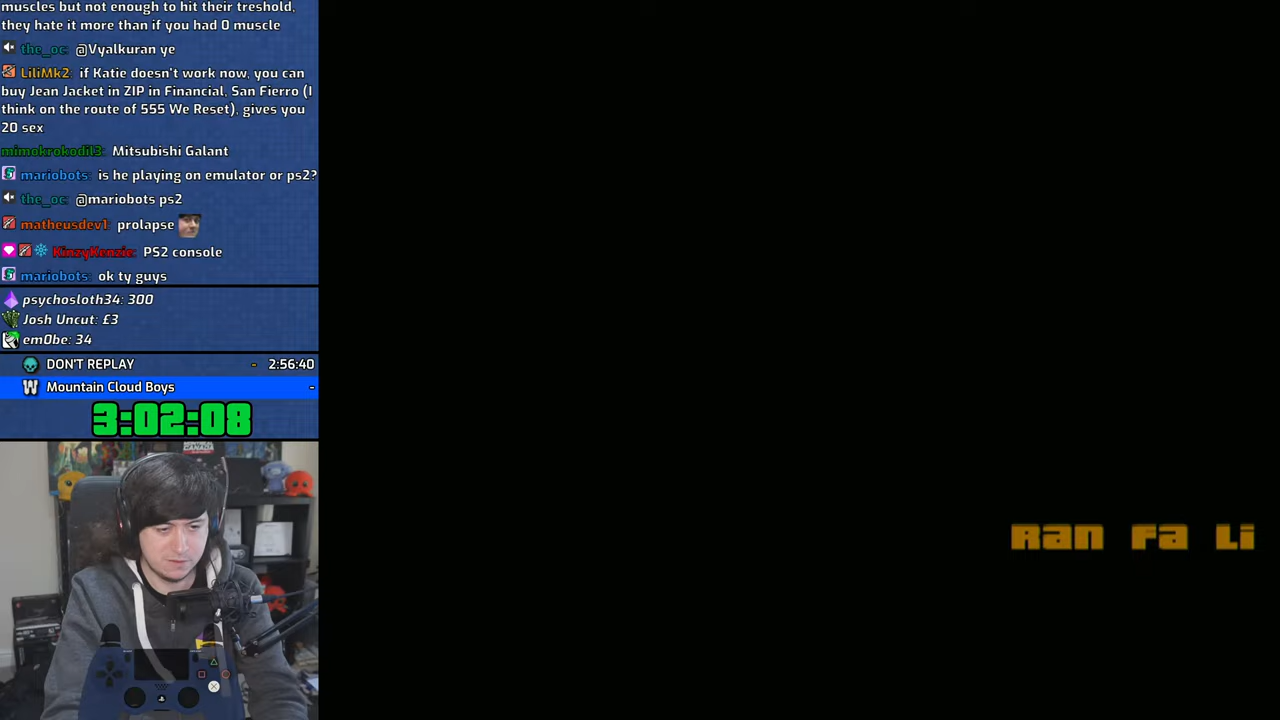 muscles but not enough to hit their treshold,
they hate it more than if you had 0 muscle
the_oc: @Vyalkuran ye
LiliMk2: if Katie doesn't work now, you can
buy Jean Jacket in ZIP in Financial, San Fierro (I
think on the route of 555 We Reset), gives you
20 sex
mimokrokodil3: Mitsubishi Galant
mariobots: is he playing on emulator or ps2?
the_oc: @mariobots ps2
matheusdev1: prolapse
KinzyKenzie: PS2 console
mariobots: ok ty guys
psychosloth34: 300
Josh Uncut: £3
em0be: 34
DON'T REPLAY - 2:56:40
Mountain Cloud Boys -
3:02:08
Ran Fa Li